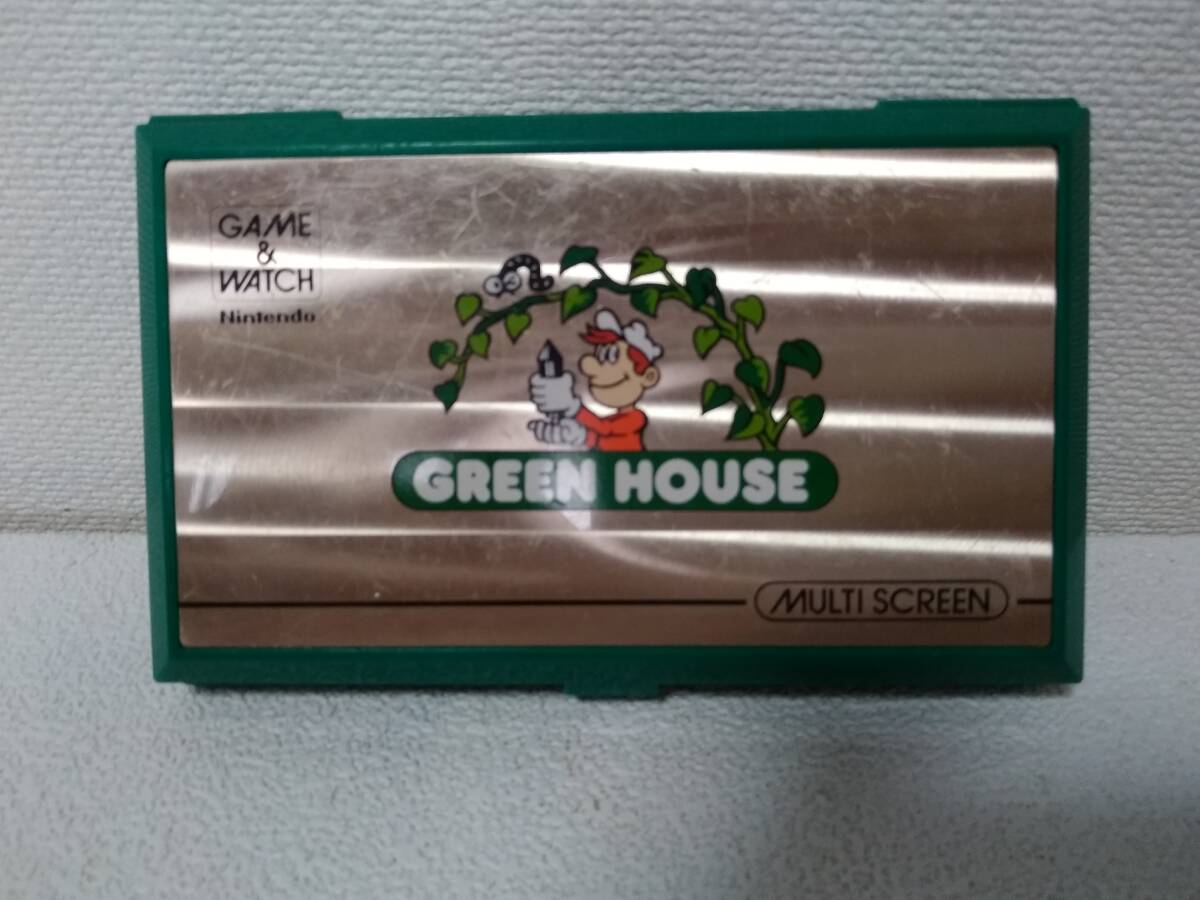 GAME
&
WATCH
Nintendo
GREEN HOUSE
MULTI SCREEN